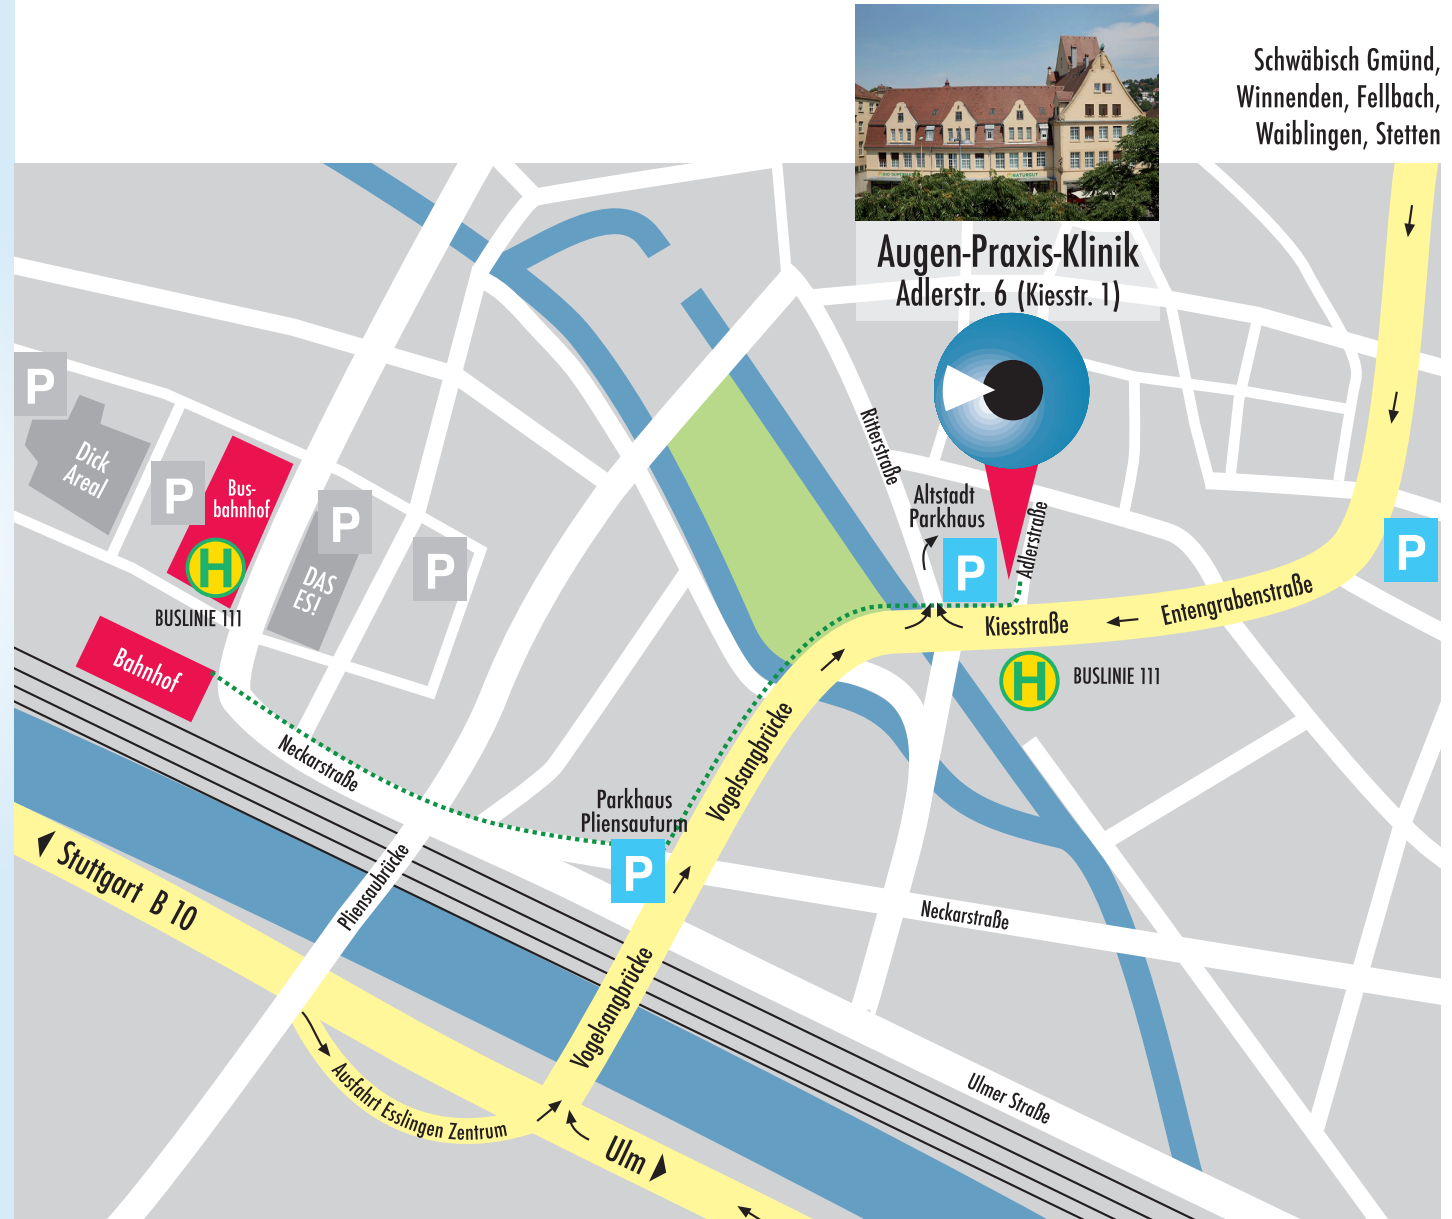 Schwäbisch Gmünd,
Winnenden, Fellbach,
Waiblingen, Stetten
NATURGUT
Augen-Praxis-Klinik
Adlerstr. 6 (Kiesstr. 1)
P
Dick
Areal
P
Bus-
bahnhof
H
BUSLINIE 111
P
DAS
ES!
P
Bahnhof
Ritterstraße
Altstadt
Parkhaus
P
Adlerstraße
P
Entengrabenstraße
Kiesstraße
H
BUSLINIE 111
Neckarstraße
Vogelsangbrücke
Parkhaus
Pliensauturm
P
Pliensaubrücke
Stuttgart B 10
Neckarstraße
Vogelsangbrücke
Ausfahrt Esslingen Zentrum
Ulmer Straße
Ulm